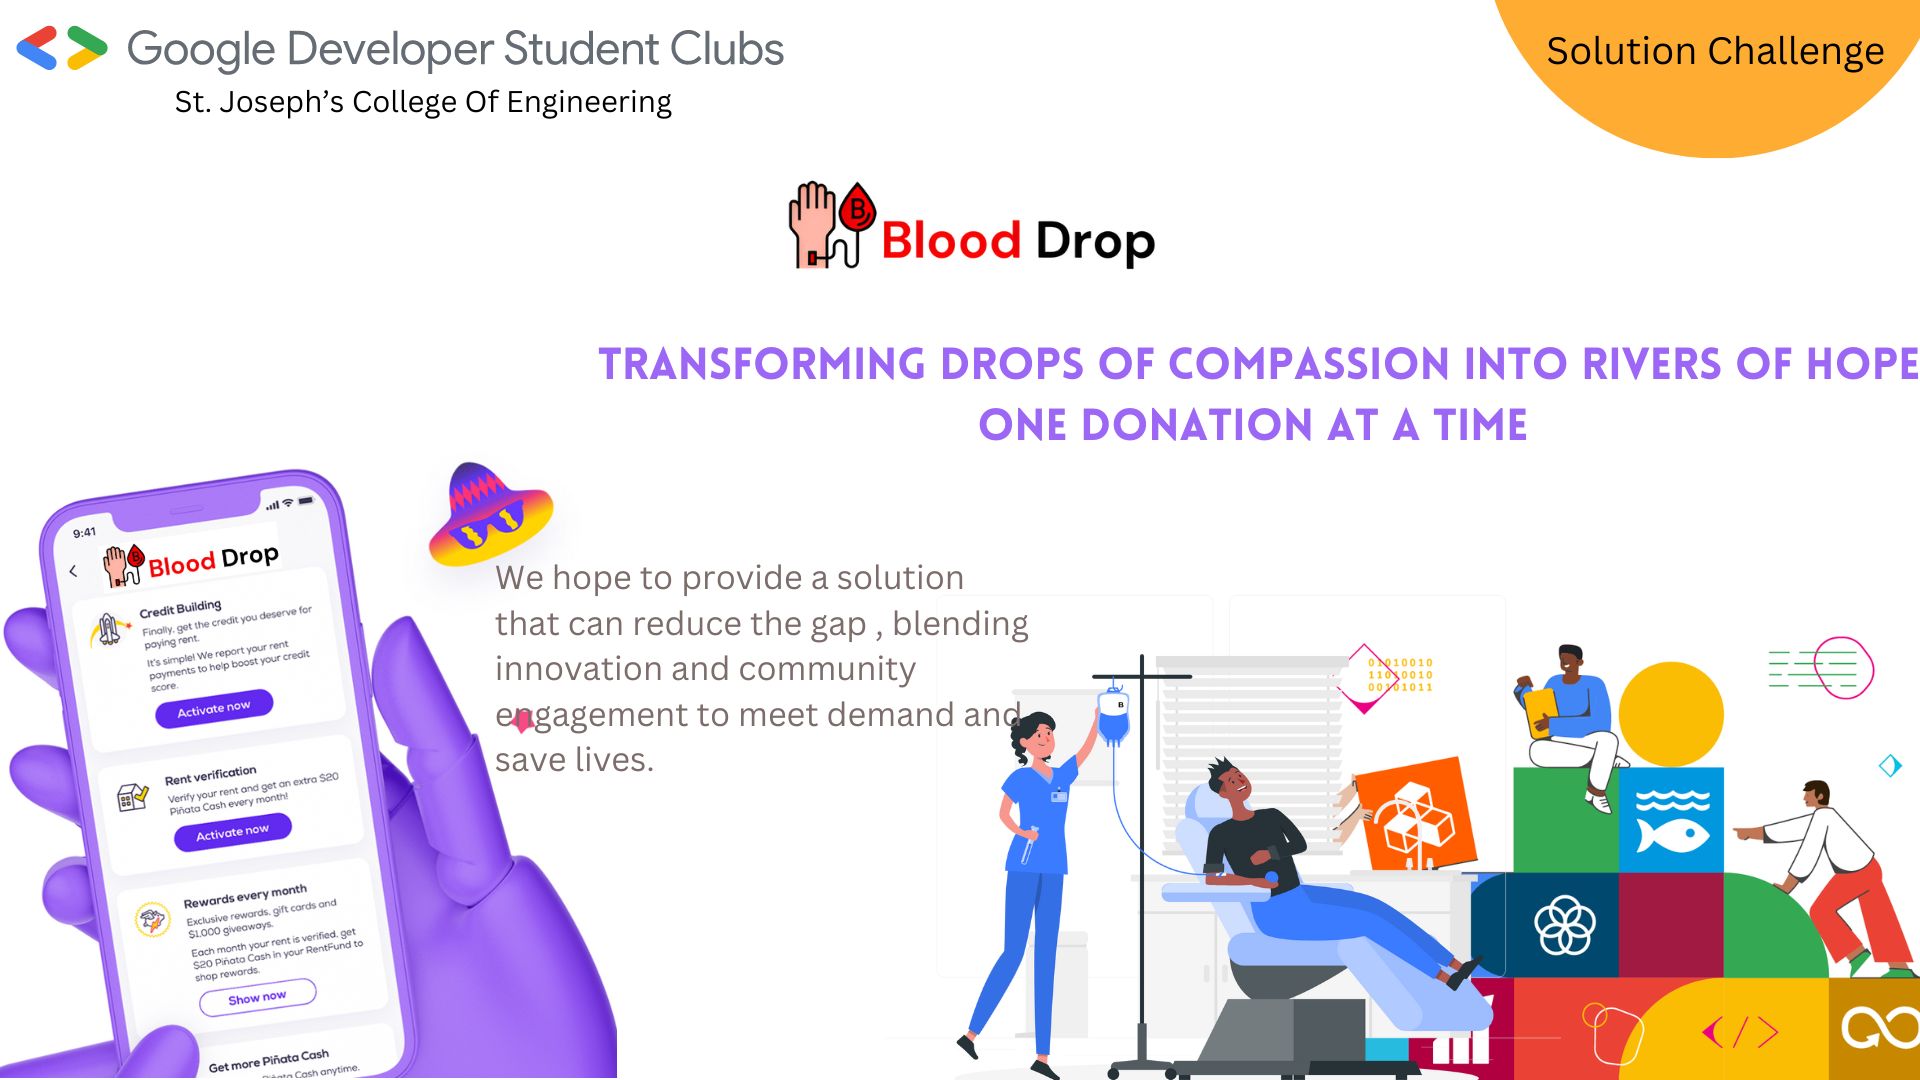 Google Developer Student Clubs
St. Joseph's College Of Engineering
Solution Challenge
B
Blood Drop
TRANSFORMING DROPS OF COMPASSION INTO RIVERS OF HOPE
ONE DONATION AT A TIME
9:41
B
Blood Drop
Credit Building
Finally, get the credit you deserve for
paying rent.
It's simple! We report your rent
payments to help boost your credit
score.
Activate now
Rent verification
Verify your rent and get an extra $20
Piñata Cash every month!
Activate now
Rewards every month
Exclusive rewards, gift cards and
$1,000 giveaways.
Each month your rent is verified, get
$20 Piñata Cash in your RentFund to
shop rewards.
Show now
Get more Piñata Cash
Piñata Cash anytime.
We hope to provide a solution
that can reduce the gap , blending
innovation and community
engagement to meet demand and
save lives.
B
01010010
11010010
00101011
</>